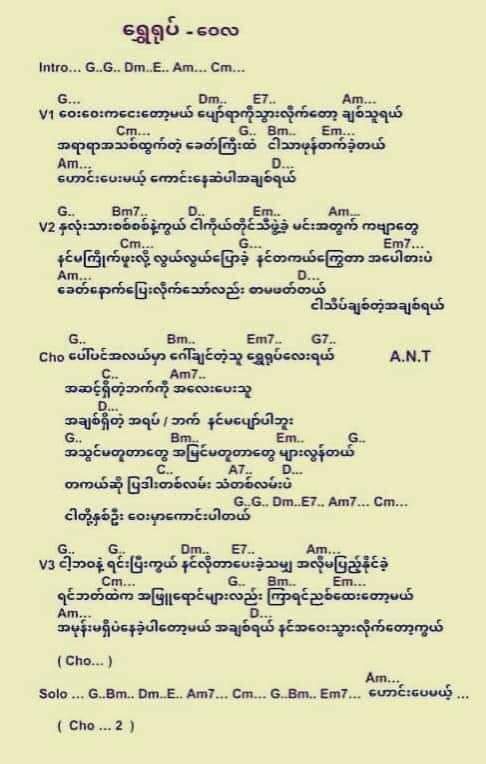 ရွှေရုပ် - ဝေလ
Intro... G..G.. Dm..E.. Am... Cm...
G... Dm.. E7.. Am...
V1 ဝေးဝေးကငေးတော့မယ် ပျော်ရာကိုသွားလိုက်တော့ ချစ်သူရယ်
Cm... G.. Bm.. Em...
အရာရာအသစ်ထွက်တဲ့ ခေတ်ကြီးထဲ ငါသာဖုန်တက်ခဲ့တယ်
Am... D...
ဟောင်းပေးမယ့် ကောင်းနေဆဲပါအချစ်ရယ်
G.. Bm7.. D.. Em.. Am...
V2 နှလုံးသားစစ်စစ်နဲ့ကွယ် ငါကိုယ်တိုင်သီဖွဲ့ခဲ့ မင်းအတွက် ကဗျာတွေ
Cm... G... Em7...
နင်မကြိုက်ဖူးလို့ လွယ်လွယ်ပြောခဲ့ နင်တကယ်ကြွေတာ အပေါ်စားပဲ
Am... D...
ခေတ်နောက်ပြေးလိုက်သော်လည်း စာမဖတ်တယ်
ငါသိပ်ချစ်တဲ့အချစ်ရယ်
G.. Bm.. Em7.. G7..
Cho ပေါ်ပင်အလယ်မှာ ဂေါ်ချင်တဲ့သူ ရွှေရုပ်လေးရယ် A.N.T
C.. Am7..
အဆင့်ရှိတဲ့ဘက်ကို အလေးပေးသူ
D...
အချစ်ရှိတဲ့ အရပ် / ဘက် နင်မပျော်ပါဘူး
G.. Bm.. Em.. G..
အသွင်မတူတာတွေ အမြင်မတူတာတွေ များလွန်တယ်
C.. A7.. D...
တကယ်ဆို ပြဒါးတစ်လမ်း သံတစ်လမ်းပဲ
G..G.. Dm..E7.. Am7... Cm...
ငါတို့နှစ်ဦး ဝေးမှာကောင်းပါတယ်
G.. G.. Dm.. E7.. Am...
V3 ငါ့ဘဝနဲ့ ရင်းပြီးကွယ် နင်လိုတာပေးခဲ့သမျှ အလိုမပြည့်နိုင်ခဲ့
Cm... G.. Bm.. Em...
ရင်ဘတ်ထဲက အဖြူရောင်များလည်း ကြာရင်ညစ်ထေးတော့မယ်
Am... D...
အမုန်းမရှိပဲနေခဲ့ပါတော့မယ် အချစ်ရယ် နင်အဝေးသွားလိုက်တော့ကွယ်
( Cho... )
Am...
Solo ... G..Bm.. Dm..E.. Am7... Cm... G..Bm.. Em7... ဟောင်းပေမယ့် ...
( Cho ... 2 )